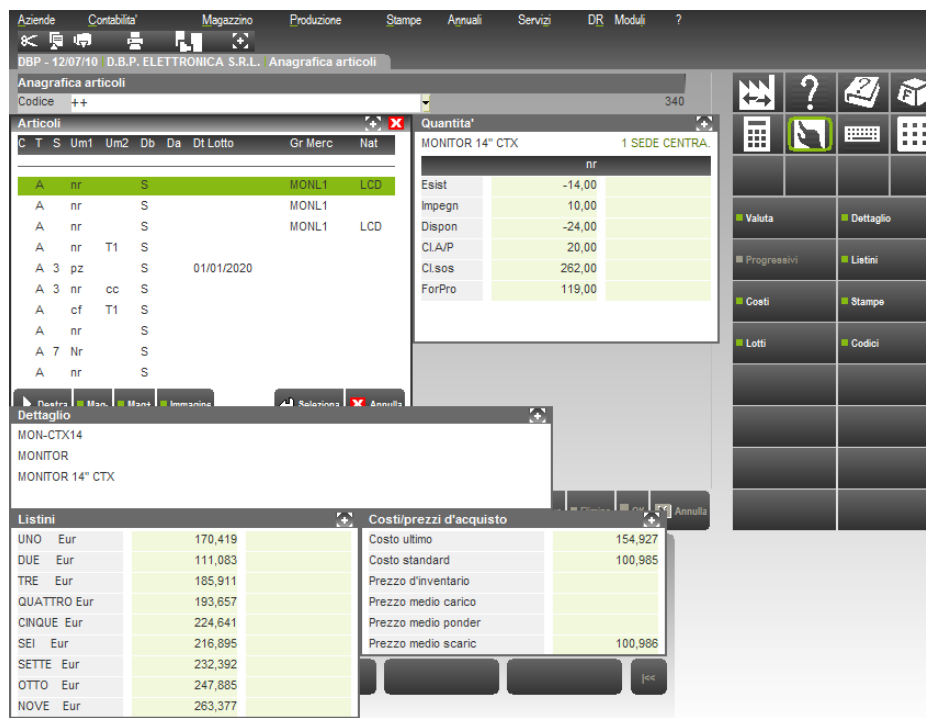 Aziende Contabilita' Magazzino Produzione Stampe Annuali Servizi DR Moduli ?
DBP - 12/07/10 D.B.P. ELETTRONICA S.R.L. Anagrafica articoli
Anagrafica articoli
Codice ++ 340
Articoli
C T S Um1 Um2 Db Da Dt Lotto Gr Merc Nat
A nr S MONL1 LCD
A nr S MONL1
A nr S MONL1 LCD
A nr T1 S
A 3 pz S 01/01/2020
A 3 nr cc S
A cf T1 S
A nr S
A 7 Nr S
A nr S
Destra Mag- Mag+ Immagine Seleziona Annulla
Quantita'
MONITOR 14" CTX 1 SEDE CENTRA.
nr
Esist -14,00
Impegn 10,00
Dispon -24,00
Cl.A/P 20,00
Cl.sos 262,00
ForPro 119,00
Valuta Dettaglio
Progressivi Listini
Costi Stampe
Lotti Codici
Dettaglio
MON-CTX14
MONITOR
MONITOR 14" CTX
Elimina OK Annulla
Listini
UNO Eur 170,419
DUE Eur 111,083
TRE Eur 185,911
QUATTRO Eur 193,657
CINQUE Eur 224,641
SEI Eur 216,895
SETTE Eur 232,392
OTTO Eur 247,885
NOVE Eur 263,377
Costi/prezzi d'acquisto
Costo ultimo 154,927
Costo standard 100,985
Prezzo d'inventario
Prezzo medio carico
Prezzo medio ponder
Prezzo medio scaric 100,986
|<<